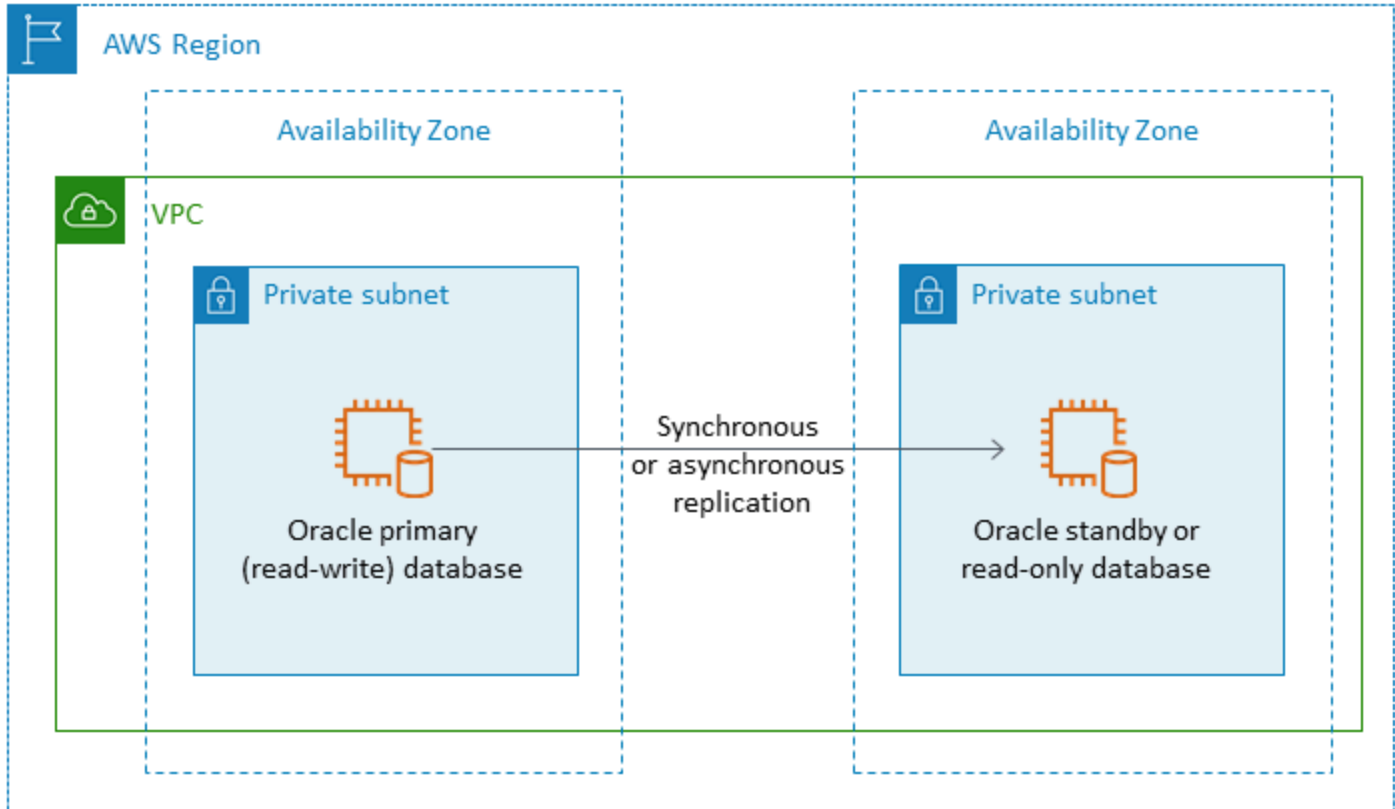 AWS Region
Availability Zone
Availability Zone
VPC
Private subnet
Private subnet
Synchronous
or asynchronous
replication
Oracle primary
(read-write) database
Oracle standby or
read-only database